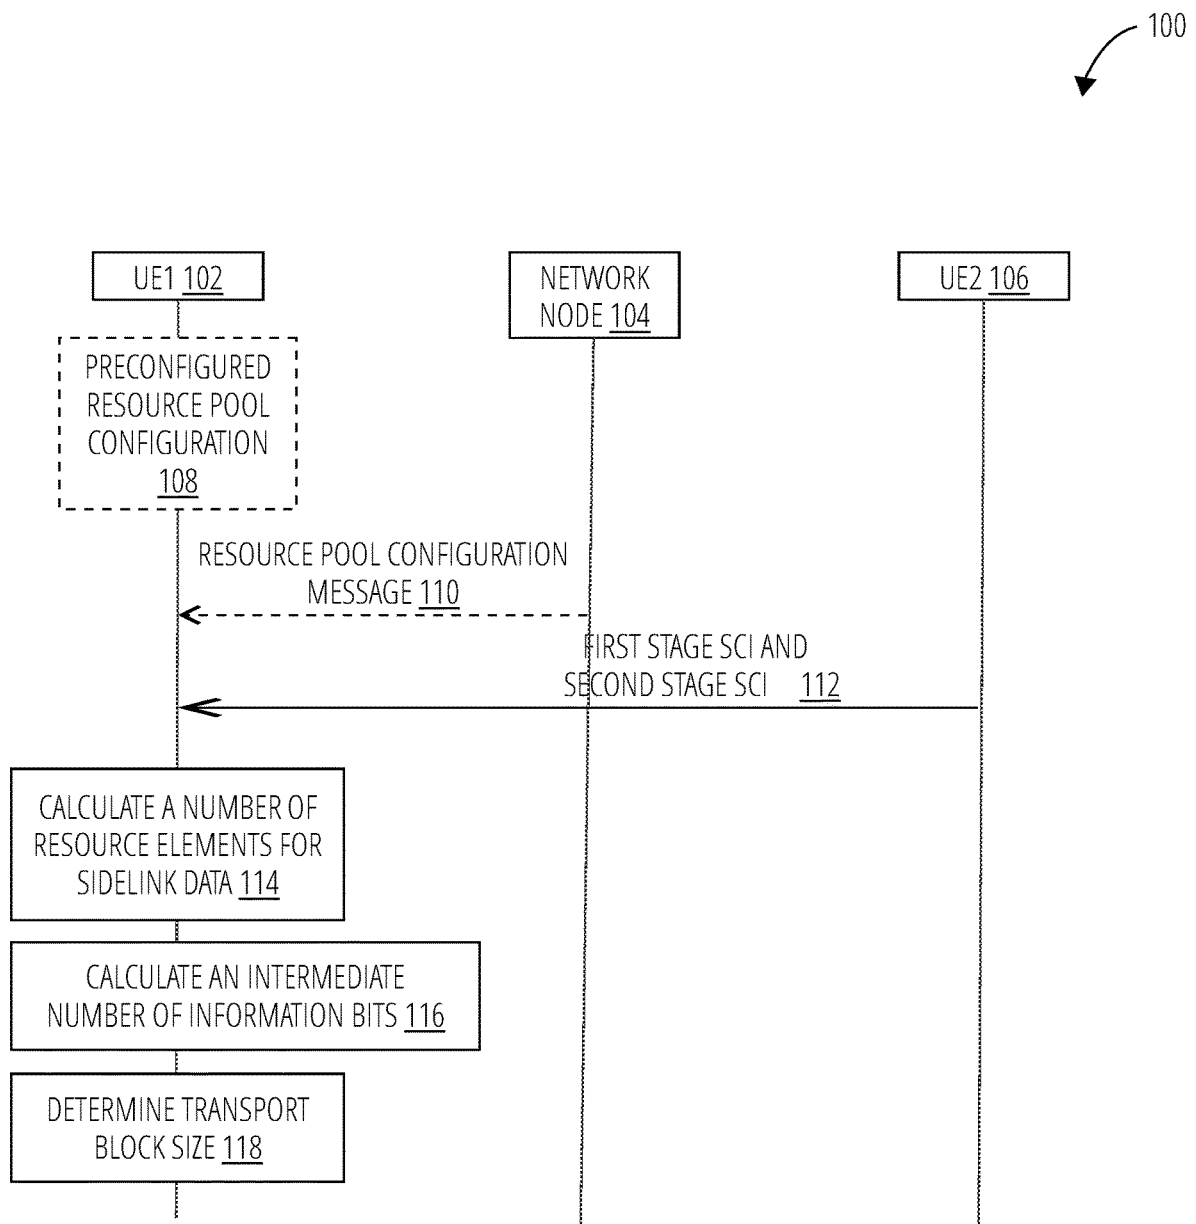 100
UE1 102
NETWORK
NODE 104
UE2 106
PRECONFIGURED
RESOURCE POOL
CONFIGURATION
108
RESOURCE POOL CONFIGURATION
MESSAGE 110
FIRST STAGE SCI AND
SECOND STAGE SCI 112
CALCULATE A NUMBER OF
RESOURCE ELEMENTS FOR
SIDELINK DATA 114
CALCULATE AN INTERMEDIATE
NUMBER OF INFORMATION BITS 116
DETERMINE TRANSPORT
BLOCK SIZE 118